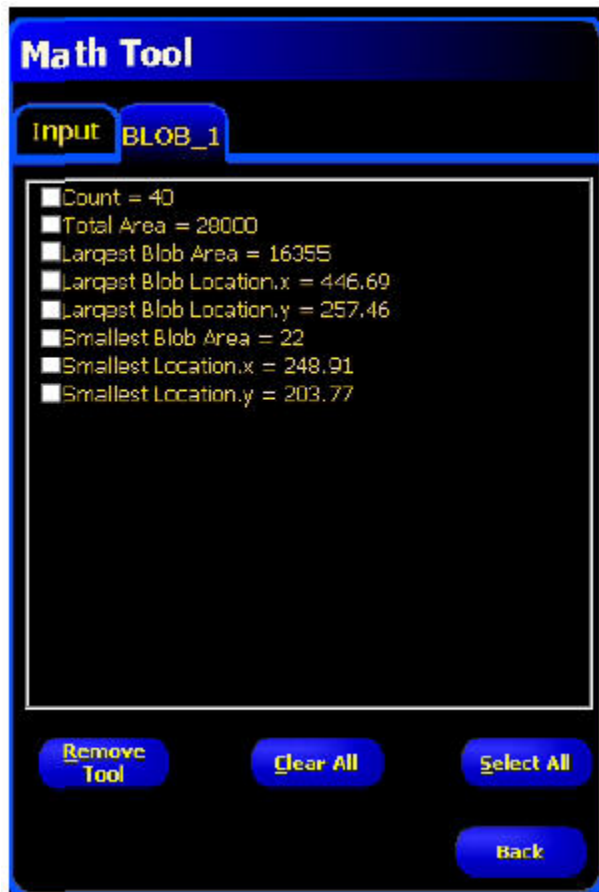 Math Tool
Input
BLOB_1
Count = 40
Total Area = 28000
Largest Blob Area = 16355
Largest Blob Location.x = 446.69
Largest Blob Location.y = 257.46
Smallest Blob Area = 22
Smallest Location.x = 248.91
Smallest Location.y = 203.77
Remove
Tool
Clear All
Select All
Back